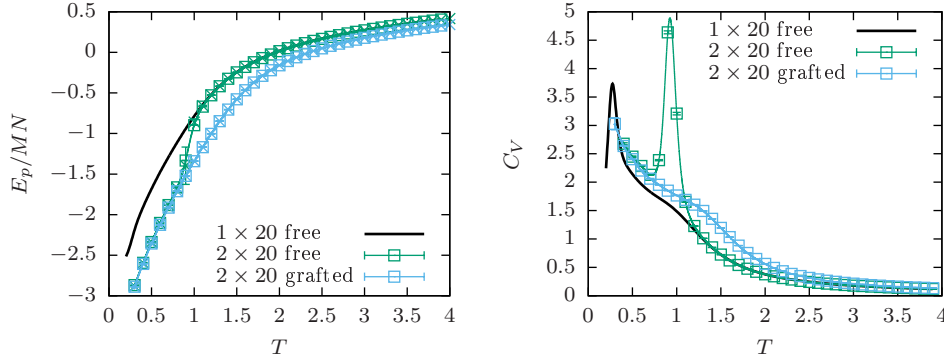 0.5
0
−0.5
−1
−1.5
−2
−2.5
−3
E_p/MN
0 0.5 1 1.5 2 2.5 3 3.5 4
T
1 × 20 free
2 × 20 free
2 × 20 grafted
5
4.5
4
3.5
3
2.5
2
1.5
1
0.5
0
C_V
0 0.5 1 1.5 2 2.5 3 3.5 4
T
1 × 20 free
2 × 20 free
2 × 20 grafted